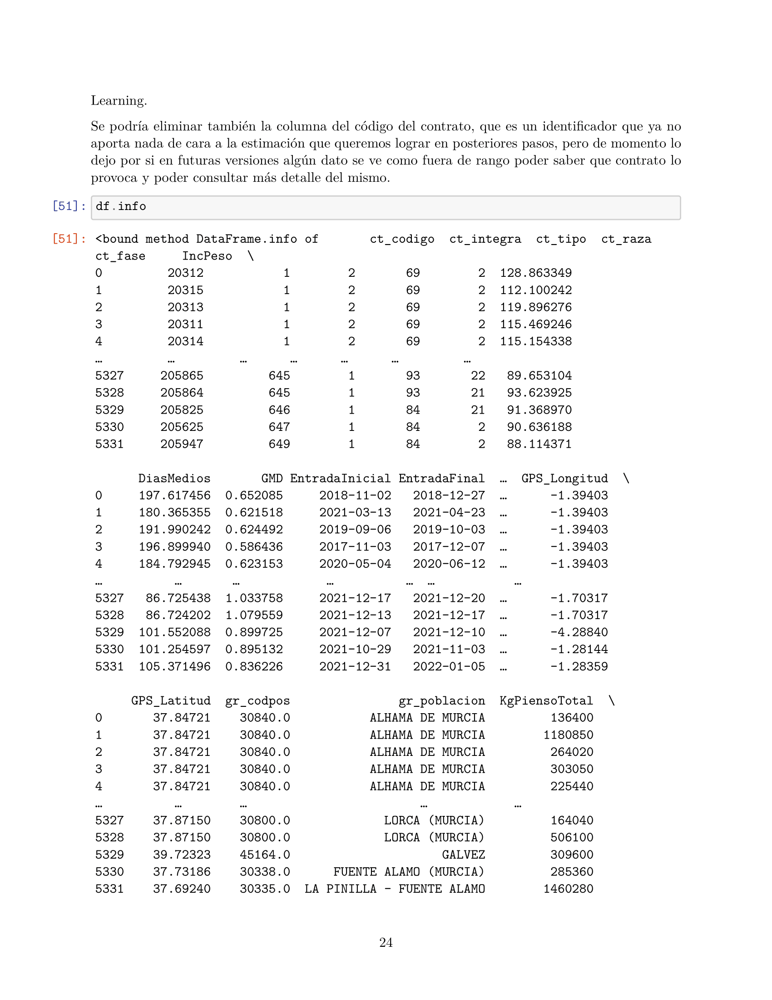 Learning.
Se podría eliminar también la columna del código del contrato, que es un identificador que ya no
aporta nada de cara a la estimación que queremos lograr en posteriores pasos, pero de momento lo
dejo por si en futuras versiones algún dato se ve como fuera de rango poder saber que contrato lo
provoca y poder consultar más detalle del mismo.
[51]: df.info
[51]: <bound method DataFrame.info of       ct_codigo  ct_integra  ct_tipo  ct_raza
ct_fase     IncPeso  \
0         20312           1        2       69        2  128.863349
1         20315           1        2       69        2  112.100242
2         20313           1        2       69        2  119.896276
3         20311           1        2       69        2  115.469246
4         20314           1        2       69        2  115.154338
…         …         …      …      …      …         …
5327     205865         645        1       93       22   89.653104
5328     205864         645        1       93       21   93.623925
5329     205825         646        1       84       21   91.368970
5330     205625         647        1       84        2   90.636188
5331     205947         649        1       84        2   88.114371
      DiasMedios       GMD EntradaInicial EntradaFinal  …  GPS_Longitud  \
0     197.617456  0.652085     2018-11-02   2018-12-27  …      -1.39403
1     180.365355  0.621518     2021-03-13   2021-04-23  …      -1.39403
2     191.990242  0.624492     2019-09-06   2019-10-03  …      -1.39403
3     196.899940  0.586436     2017-11-03   2017-12-07  …      -1.39403
4     184.792945  0.623153     2020-05-04   2020-06-12  …      -1.39403
…          …       …            …          …  …           …
5327   86.725438  1.033758     2021-12-17   2021-12-20  …      -1.70317
5328   86.724202  1.079559     2021-12-13   2021-12-17  …      -1.70317
5329  101.552088  0.899725     2021-12-07   2021-12-10  …      -4.28840
5330  101.254597  0.895132     2021-10-29   2021-11-03  …      -1.28144
5331  105.371496  0.836226     2021-12-31   2022-01-05  …      -1.28359
     GPS_Latitud  gr_codpos               gr_poblacion  KgPiensoTotal  \
0       37.84721    30840.0           ALHAMA DE MURCIA         136400
1       37.84721    30840.0           ALHAMA DE MURCIA        1180850
2       37.84721    30840.0           ALHAMA DE MURCIA         264020
3       37.84721    30840.0           ALHAMA DE MURCIA         303050
4       37.84721    30840.0           ALHAMA DE MURCIA         225440
…          …        …                        …            …
5327    37.87150    30800.0             LORCA (MURCIA)         164040
5328    37.87150    30800.0             LORCA (MURCIA)         506100
5329    39.72323    45164.0                     GALVEZ         309600
5330    37.73186    30338.0      FUENTE ALAMO (MURCIA)         285360
5331    37.69240    30335.0  LA PINILLA - FUENTE ALAMO        1460280
24